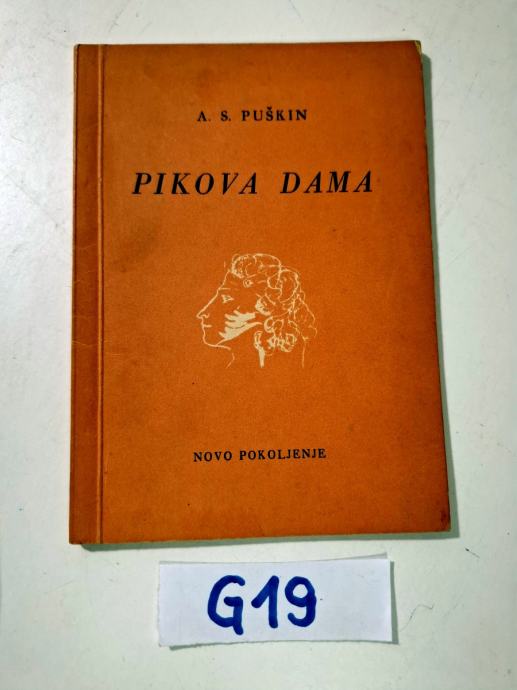 A. S. PUŠKIN
PIKOVA DAMA
NOVO POKOLJENJE
G19